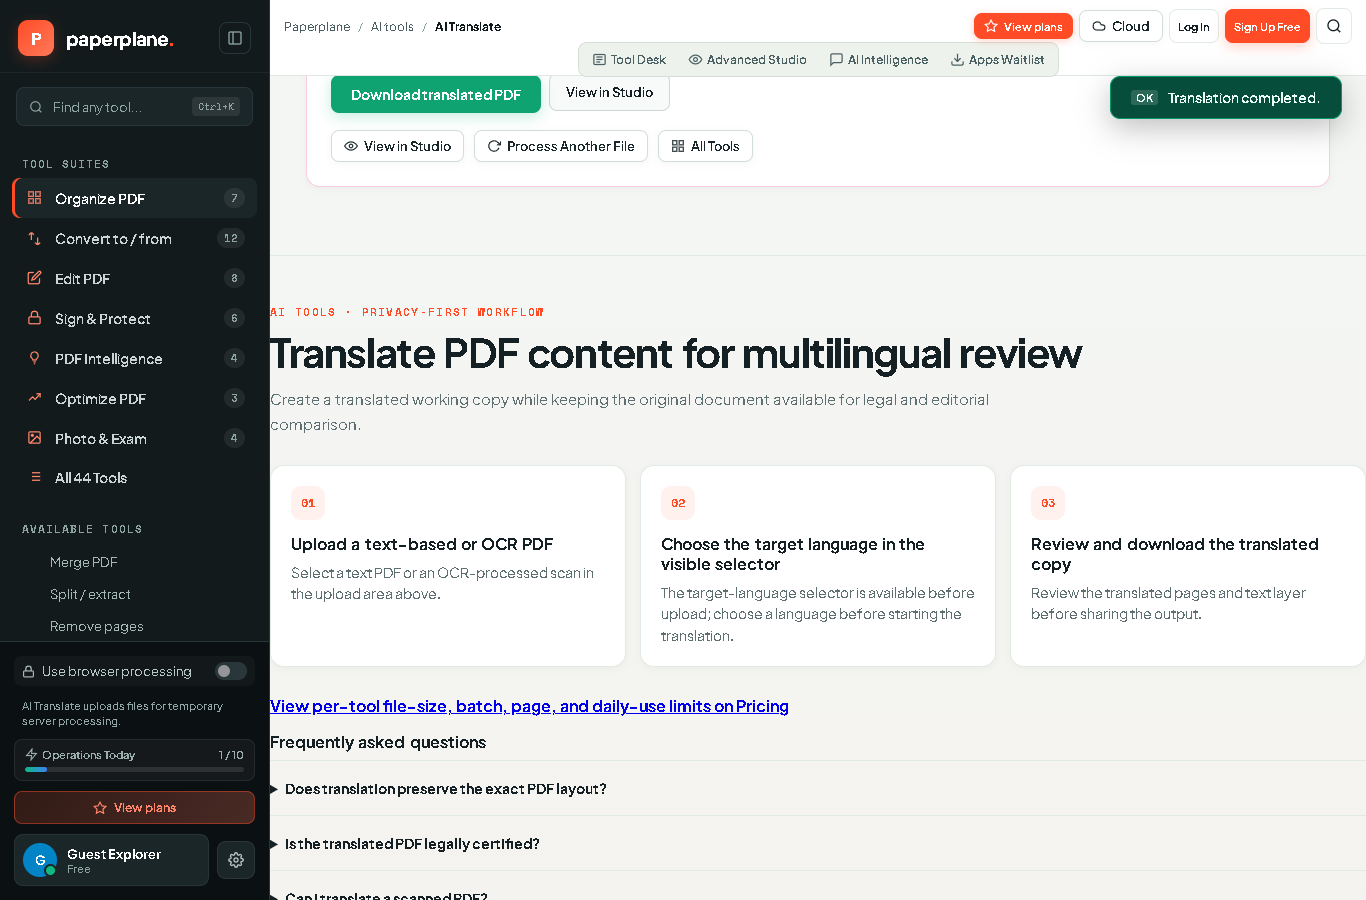 P paperplane.
Find any tool... Ctrl+K
TOOL SUITES
Organize PDF 7
Convert to / from 12
Edit PDF 8
Sign & Protect 6
PDF Intelligence 4
Optimize PDF 3
Photo & Exam 4
All 44 Tools
AVAILABLE TOOLS
Merge PDF
Split / extract
Remove pages
Use browser processing
AI Translate uploads files for temporary
server processing.
Operations Today 1 / 10
View plans
G Guest Explorer
Free
Paperplane / AI tools / AI Translate
View plans
Cloud
Log In
Sign Up Free
Tool Desk
Advanced Studio
AI Intelligence
Apps Waitlist
OK Translation completed.
Download translated PDF
View in Studio
View in Studio
Process Another File
All Tools
AI TOOLS · PRIVACY-FIRST WORKFLOW
Translate PDF content for multilingual review
Create a translated working copy while keeping the original document available for legal and editorial
comparison.
01
Upload a text-based or OCR PDF
Select a text PDF or an OCR-processed scan in
the upload area above.
02
Choose the target language in the
visible selector
The target-language selector is available before
upload; choose a language before starting the
translation.
03
Review and download the translated
copy
Review the translated pages and text layer
before sharing the output.
View per-tool file-size, batch, page, and daily-use limits on Pricing
Frequently asked questions
Does translation preserve the exact PDF layout?
Is the translated PDF legally certified?
Can I translate a scanned PDF?